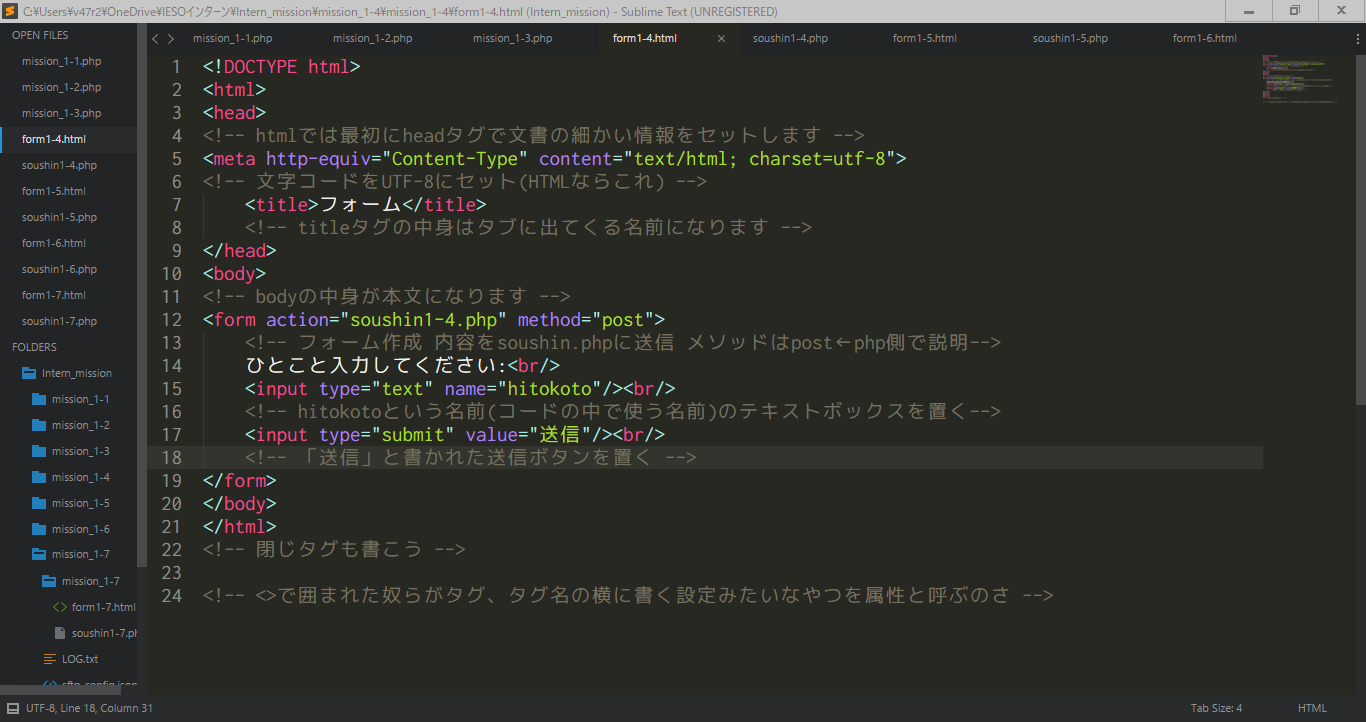 C:¥Users¥v47r2¥OneDrive¥IESOインターン¥Intern_mission¥mission_1-4¥mission_1-4¥form1-4.html (Intern_mission) - Sublime Text (UNREGISTERED)
OPEN FILES
mission_1-1.php
mission_1-2.php
mission_1-3.php
form1-4.html
soushin1-4.php
form1-5.html
soushin1-5.php
form1-6.html
soushin1-6.php
form1-7.html
soushin1-7.php
FOLDERS
Intern_mission
mission_1-1
mission_1-2
mission_1-3
mission_1-4
mission_1-5
mission_1-6
mission_1-7
mission_1-7
form1-7.html
soushin1-7.ph
LOG.txt
mission_1-1.php mission_1-2.php mission_1-3.php form1-4.html × soushin1-4.php form1-5.html soushin1-5.php form1-6.html
1 <!DOCTYPE html>
2 <html>
3 <head>
4 <!-- htmlでは最初にheadタグで文書の細かい情報をセットします -->
5 <meta http-equiv="Content-Type" content="text/html; charset=utf-8">
6 <!-- 文字コードをUTF-8にセット(HTMLならこれ) -->
7 <title>フォーム</title>
8 <!-- titleタグの中身はタブに出てくる名前になります -->
9 </head>
10 <body>
11 <!-- bodyの中身が本文になります -->
12 <form action="soushin1-4.php" method="post">
13 <!-- フォーム作成 内容をsoushin.phpに送信 メソッドはpost←php側で説明-->
14 ひとこと入力してください:<br/>
15 <input type="text" name="hitokoto"/><br/>
16 <!-- hitokotoという名前(コードの中で使う名前)のテキストボックスを置く-->
17 <input type="submit" value="送信"/><br/>
18 <!-- 「送信」と書かれた送信ボタンを置く -->
19 </form>
20 </body>
21 </html>
22 <!-- 閉じタグも書こう -->
23
24 <!-- <>で囲まれた奴らがタグ、タグ名の横に書く設定みたいなやつを属性と呼ぶのさ -->
UTF-8, Line 18, Column 31
Tab Size: 4
HTML